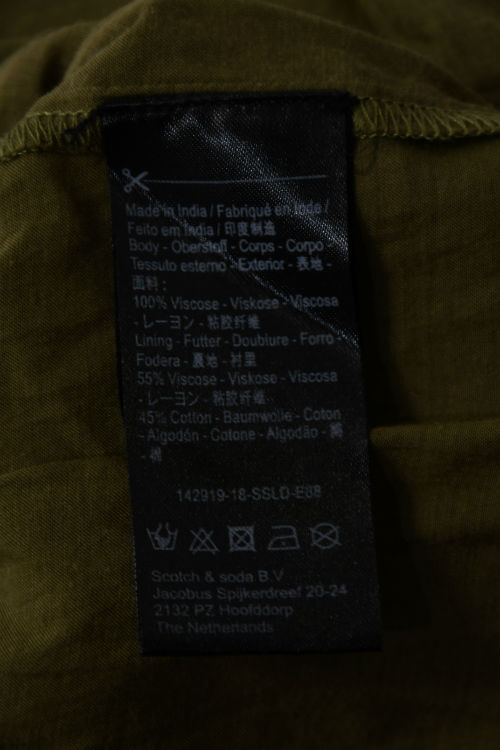 Made in India / Fabriqué en Inde /
Feito em India / 印度制造
Body - Oberstoff - Corps - Corpo -
Tessuto esterno - Exterior - 表地 -
面料 :
100% Viscose - Viskose - Viscosa
- レーヨン - 粘胶纤维
Lining - Futter - Doublure - Forro -
Fodera - 裏地 - 衬里
55% Viscose - Viskose - Viscosa
- レーヨン - 粘胶纤维
45% Cotton - Baumwolle - Coton
- Algodón - Cotone - Algodão - 綿
- 棉
142919-18-SSLD-E88
Scotch & soda B.V
Jacobus Spijkerdreef 20-24
2132 PZ Hoofddorp
The Netherlands